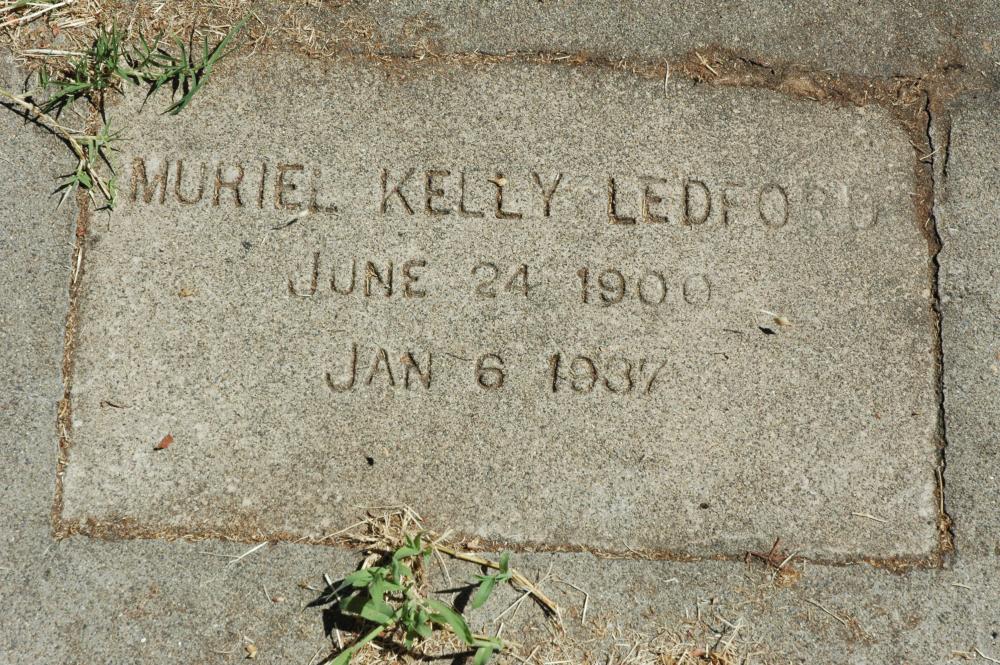 MURIEL KELLY LEDFORD
JUNE 24 1900
JAN 6 1937